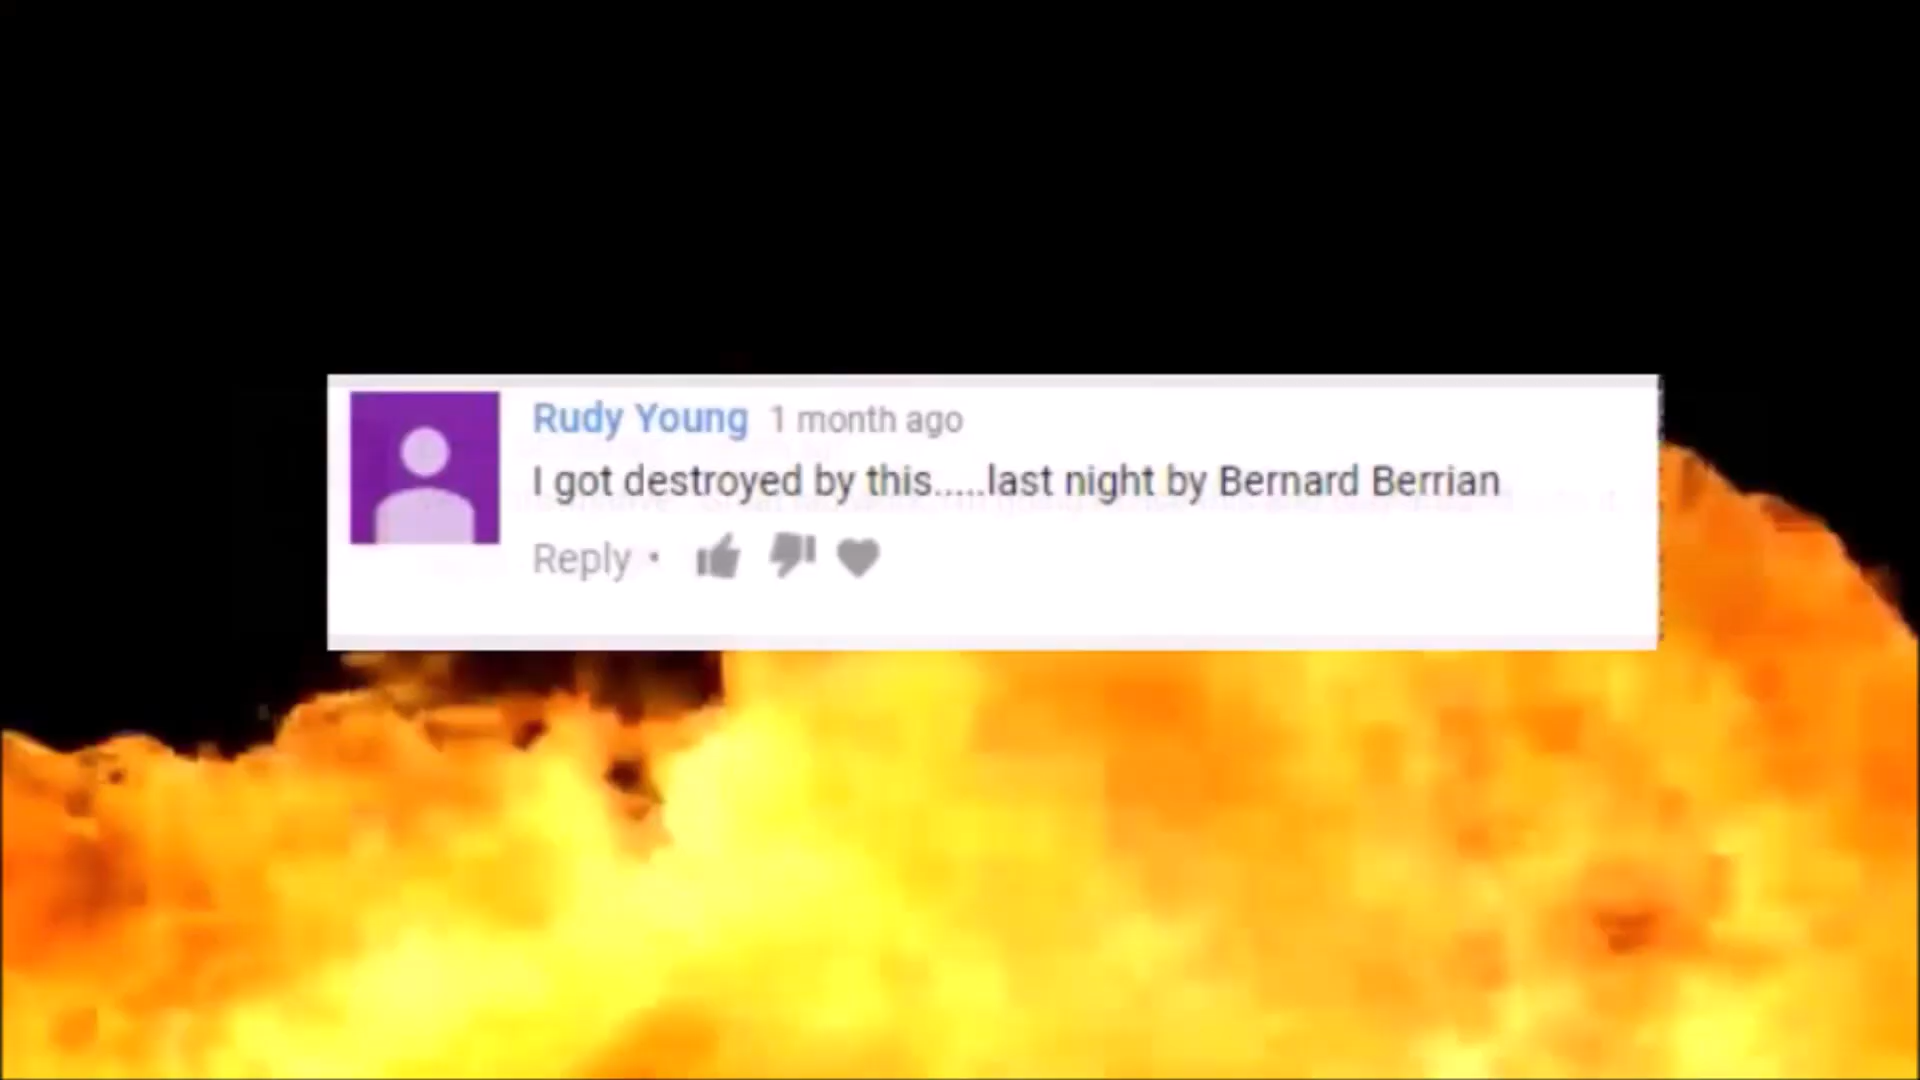 Rudy Young 1 month ago
I got destroyed by this.....last night by Bernard Berrian
Reply •